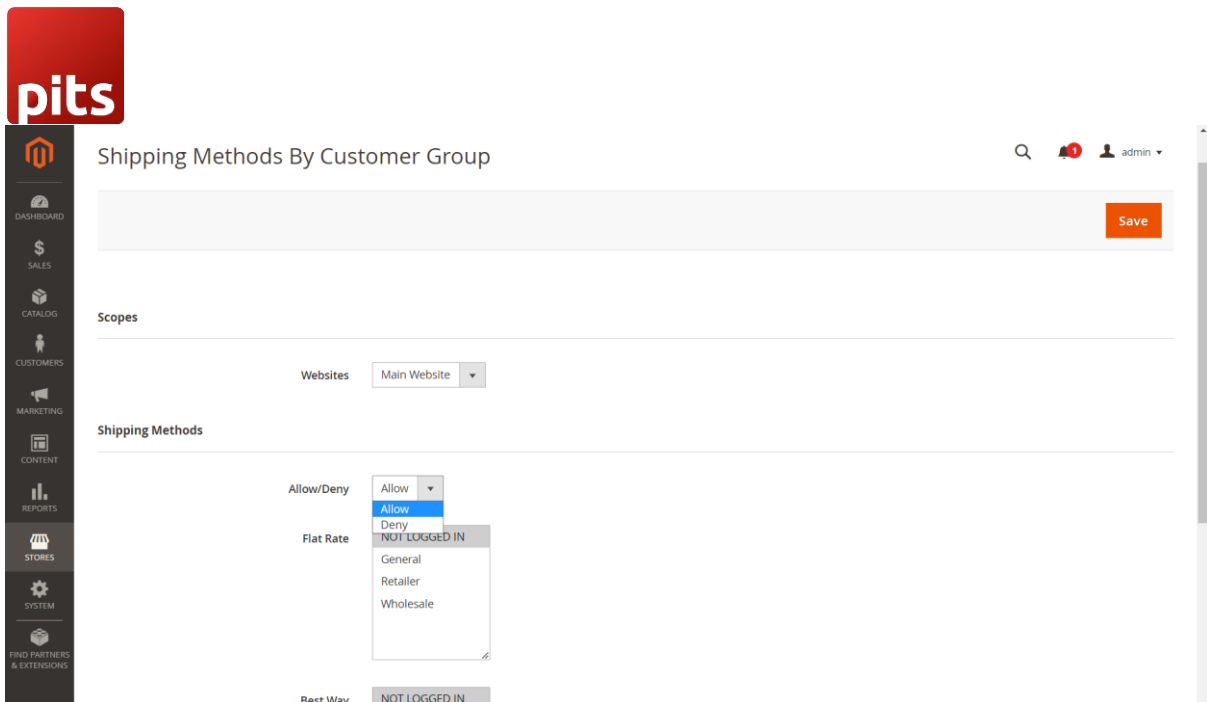 pits
Shipping Methods By Customer Group
1
admin
DASHBOARD
Save
SALES
CATALOG
Scopes
CUSTOMERS
Websites
Main Website
MARKETING
Shipping Methods
CONTENT
Allow/Deny
Allow
REPORTS
Allow
Deny
Flat Rate
NOT LOGGED IN
STORES
General
Retailer
SYSTEM
Wholesale
FIND PARTNERS
& EXTENSIONS
Best Way
NOT LOGGED IN